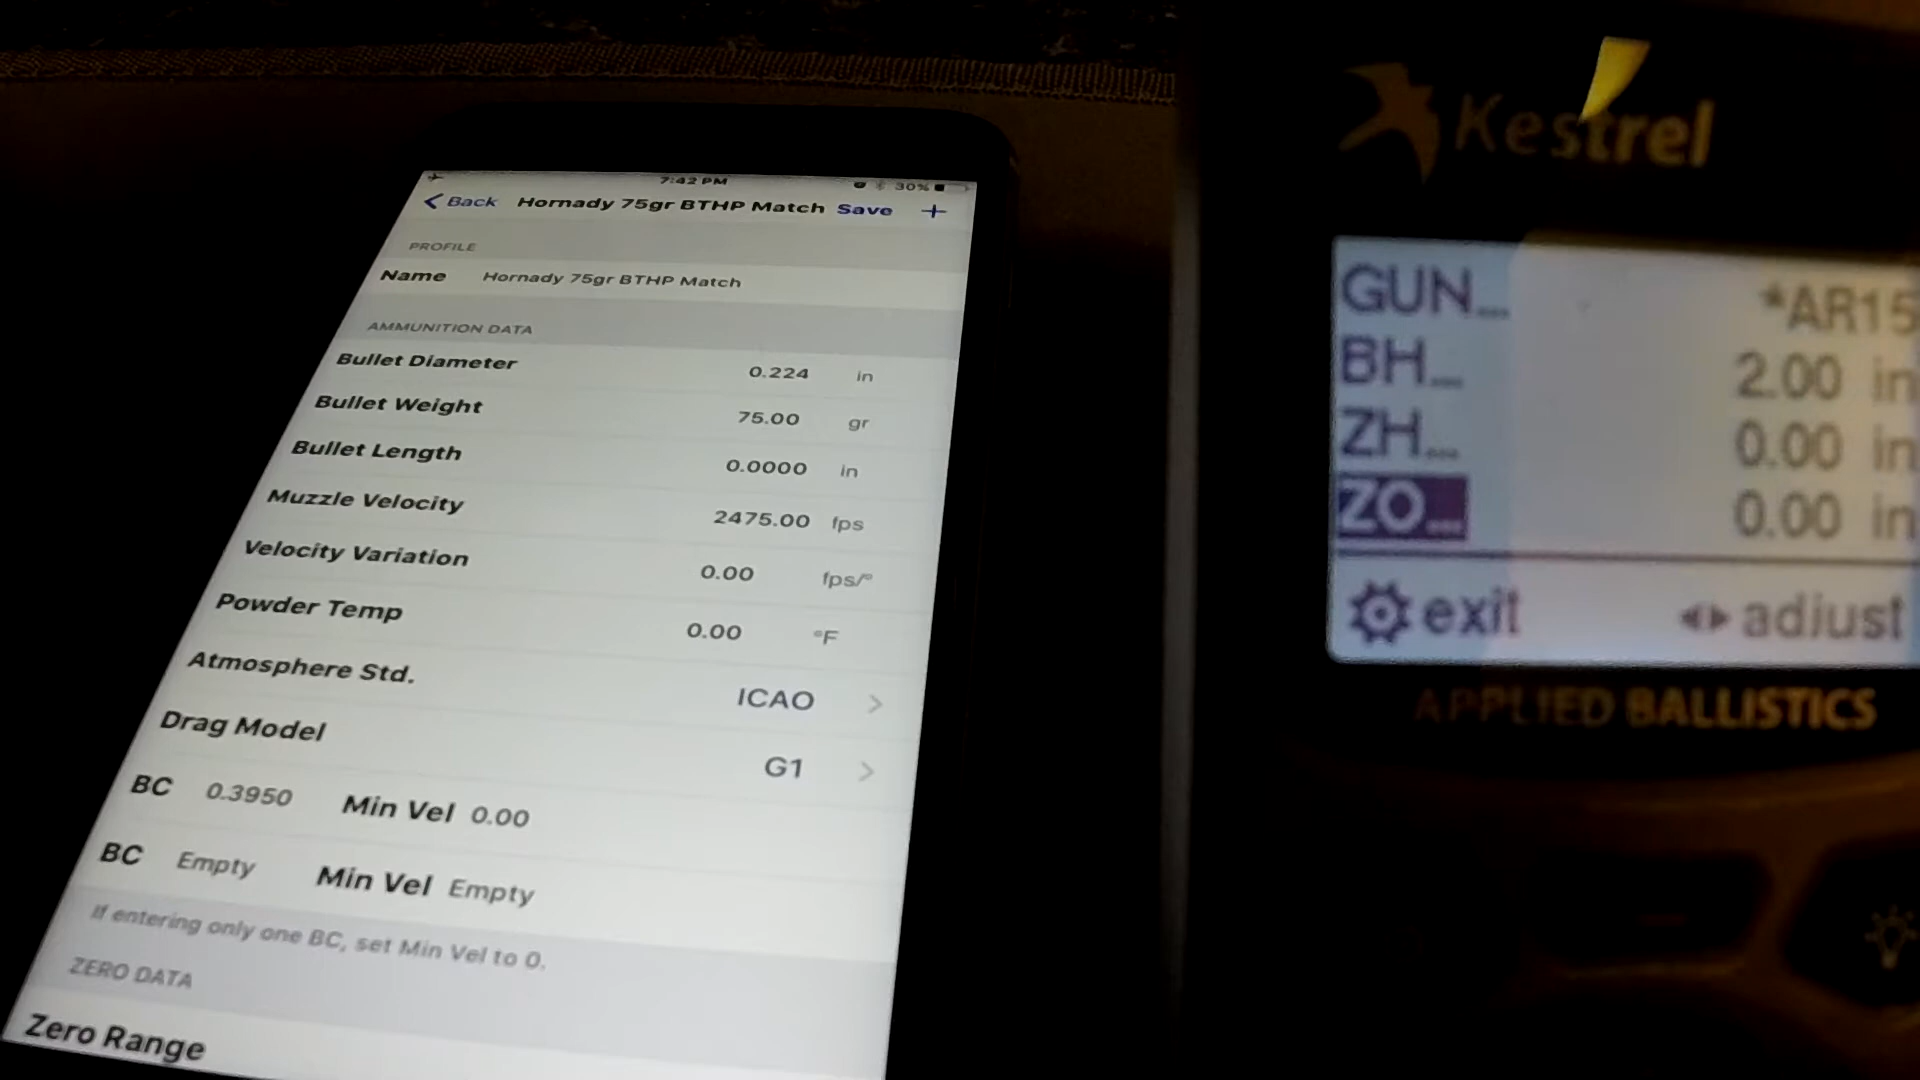 7:42 PM 30%
Back Hornady 75gr BTHP Match Save +
PROFILE
Name Hornady 75gr BTHP Match
AMMUNITION DATA
Bullet Diameter 0.224 in
Bullet Weight 75.00 gr
Bullet Length 0.0000 in
Muzzle Velocity 2475.00 fps
Velocity Variation 0.00 fps/°
Powder Temp 0.00 °F
Atmosphere Std. ICAO
Drag Model G1
BC 0.3950 Min Vel 0.00
BC Empty Min Vel Empty
If entering only one BC, set Min Vel to 0.
ZERO DATA
Zero Range
Kestrel
GUN... *AR15
BH... 2.00 in
ZH... 0.00 in
ZO... 0.00 in
exit adjust
APPLIED BALLISTICS